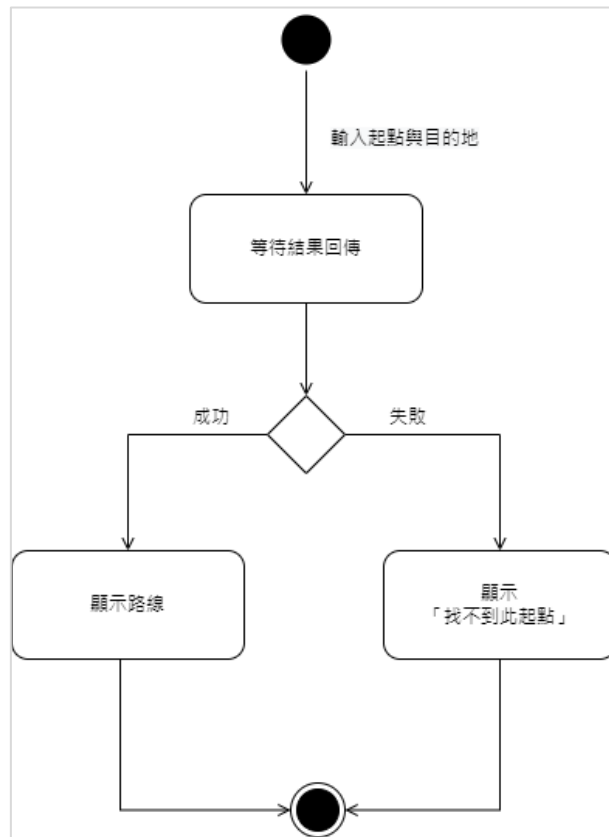 輸入起點與目的地
等待結果回傳
成功
失敗
顯示路線
顯示
「找不到此起點」